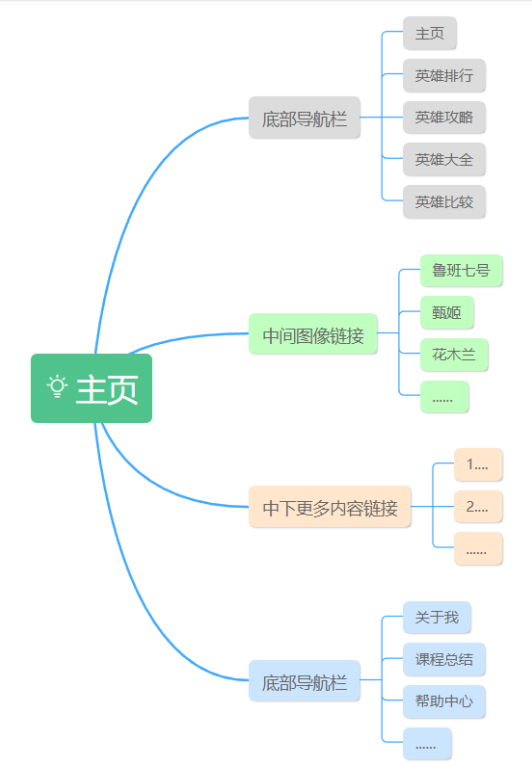 主页
底部导航栏
主页
英雄排行
英雄攻略
英雄大全
英雄比较
中间图像链接
鲁班七号
甄姬
花木兰
......
中下更多内容链接
1....
2....
......
底部导航栏
关于我
课程总结
帮助中心
......